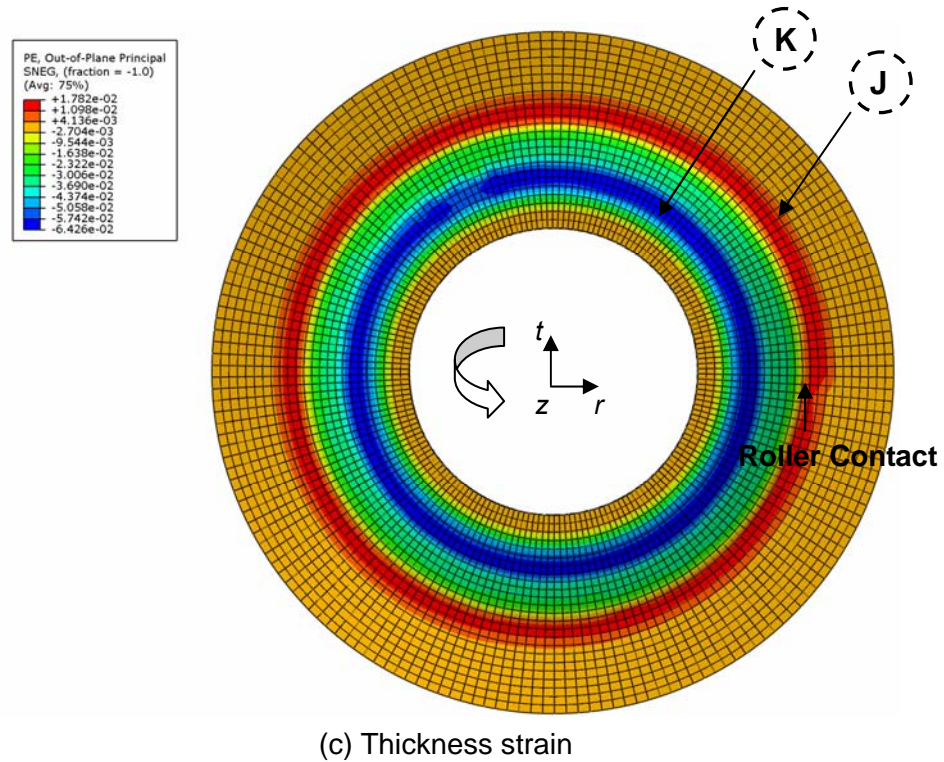 K
J
PE, Out-of-Plane Principal
SNEG, (fraction = -1.0)
(Avg: 75%)
+1.782e-02
+1.098e-02
+4.136e-03
-2.704e-03
-9.544e-03
-1.638e-02
-2.322e-02
-3.006e-02
-3.690e-02
-4.374e-02
-5.058e-02
-5.742e-02
-6.426e-02
t
z r
Roller Contact
(c) Thickness strain